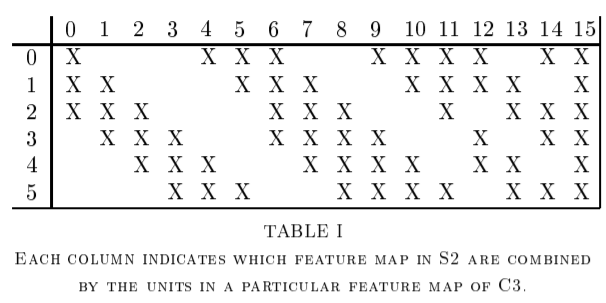 0 1 2 3 4 5 6 7 8 9 10 11 12 13 14 15
0 X X X X X X X X X X
1 X X X X X X X X X X
2 X X X X X X X X X X
3 X X X X X X X X X X
4 X X X X X X X X X X
5 X X X X X X X X X X
TABLE I
Each column indicates which feature map in S2 are combined
by the units in a particular feature map of C3.